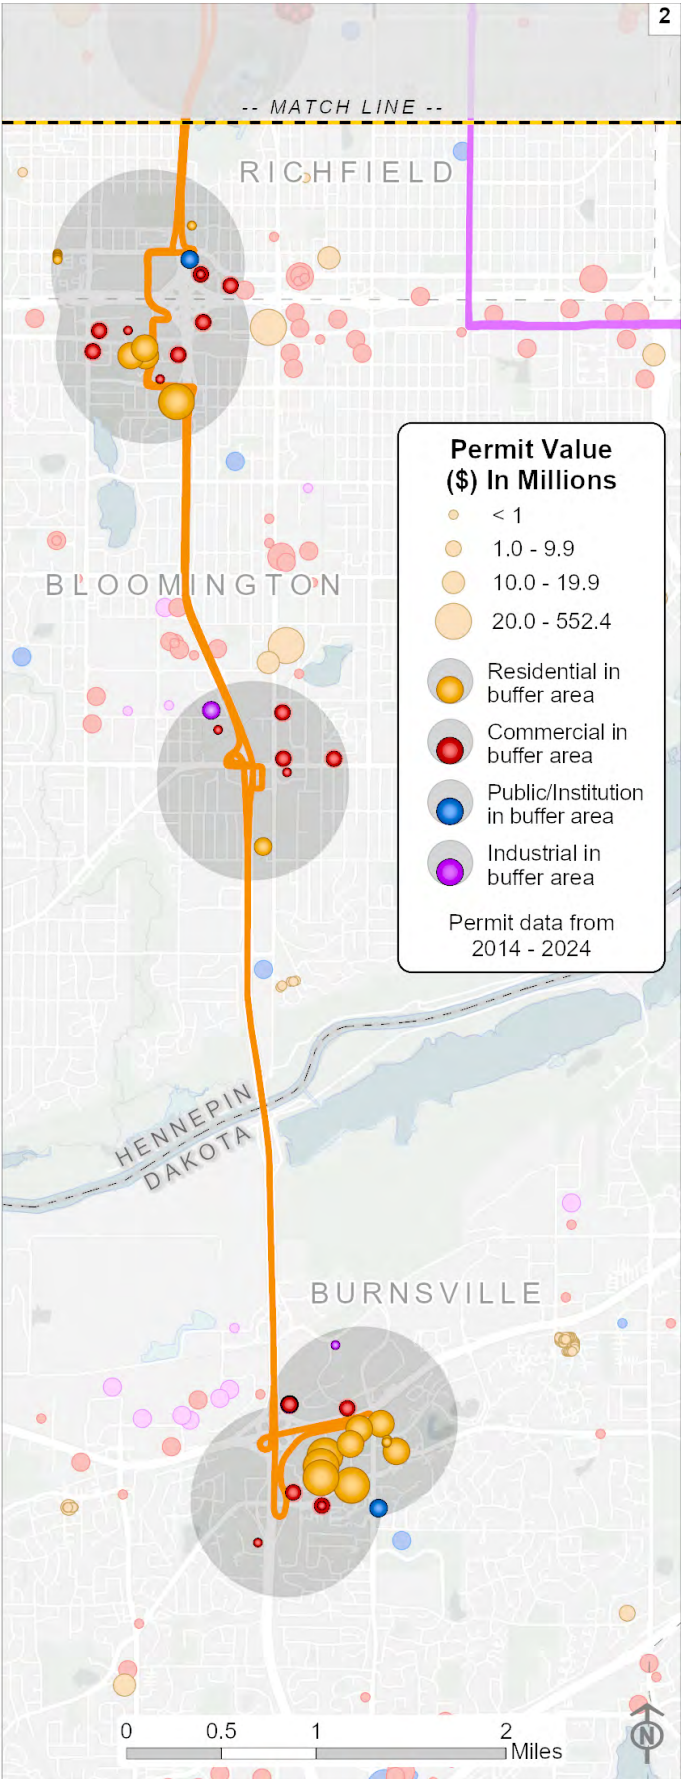 2
-- MATCH LINE --
RICHFIELD
Permit Value
($) In Millions
< 1
1.0 - 9.9
10.0 - 19.9
20.0 - 552.4
BLOOMINGTON
Residential in
buffer area
Commercial in
buffer area
Public/Institution
in buffer area
Industrial in
buffer area
Permit data from
2014 - 2024
HENNEPIN
DAKOTA
BURNSVILLE
N
0 0.5 1 2
Miles